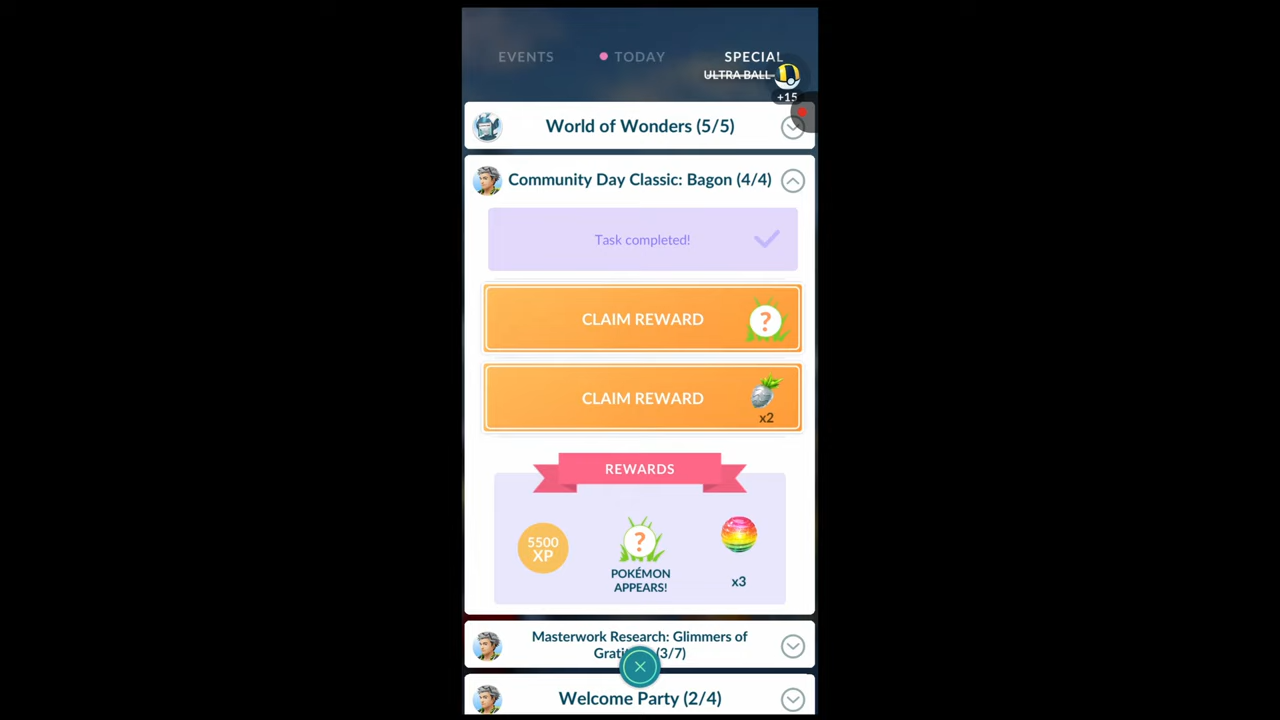 EVENTS
TODAY
SPECIAL
ULTRA BALL
+15
World of Wonders (5/5)
Community Day Classic: Bagon (4/4)
Task completed!
CLAIM REWARD
?
CLAIM REWARD
x2
REWARDS
5500
XP
?
POKÉMON
APPEARS!
x3
Masterwork Research: Glimmers of
(3/7)
Welcome Party (2/4)